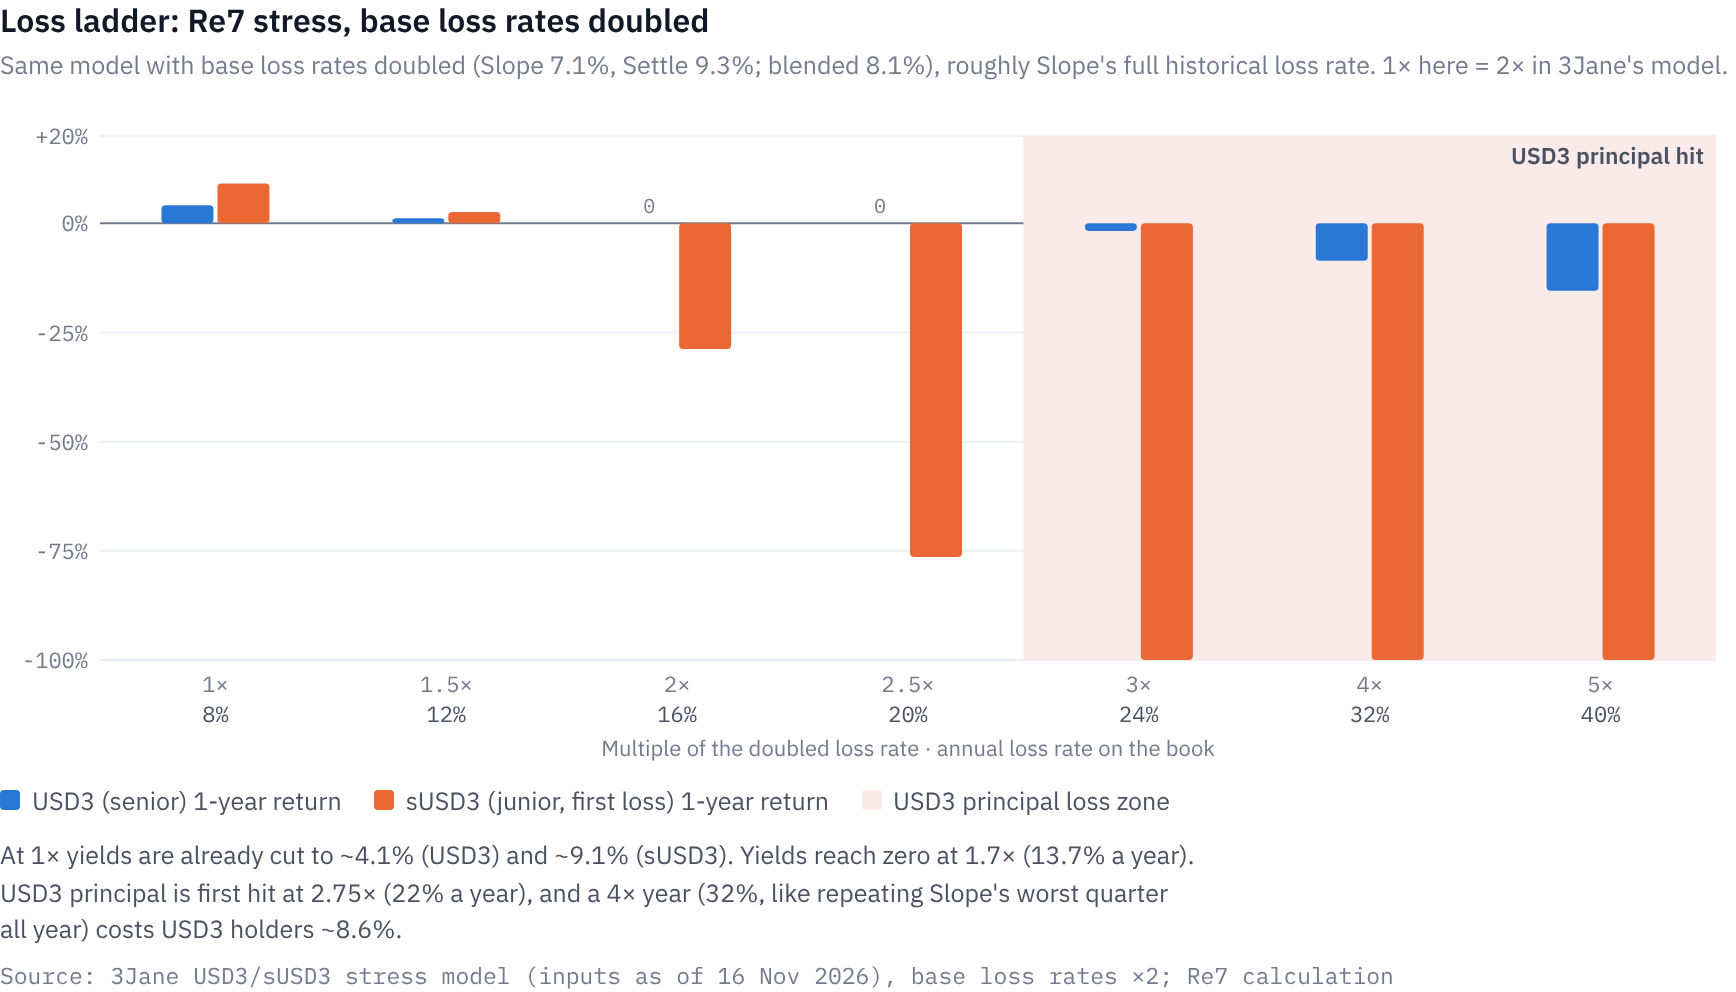 Loss ladder: Re7 stress, base loss rates doubled
Same model with base loss rates doubled (Slope 7.1%, Settle 9.3%; blended 8.1%), roughly Slope's full historical loss rate. 1× here = 2× in 3Jane's model.
+20%
USD3 principal hit
0 0
0%
-25%
-50%
-75%
-100%
1× 1.5× 2× 2.5× 3× 4× 5×
8% 12% 16% 20% 24% 32% 40%
Multiple of the doubled loss rate · annual loss rate on the book
USD3 (senior) 1-year return sUSD3 (junior, first loss) 1-year return USD3 principal loss zone
At 1× yields are already cut to ~4.1% (USD3) and ~9.1% (sUSD3). Yields reach zero at 1.7× (13.7% a year).
USD3 principal is first hit at 2.75× (22% a year), and a 4× year (32%, like repeating Slope's worst quarter
all year) costs USD3 holders ~8.6%.
Source: 3Jane USD3/sUSD3 stress model (inputs as of 16 Nov 2026), base loss rates ×2; Re7 calculation